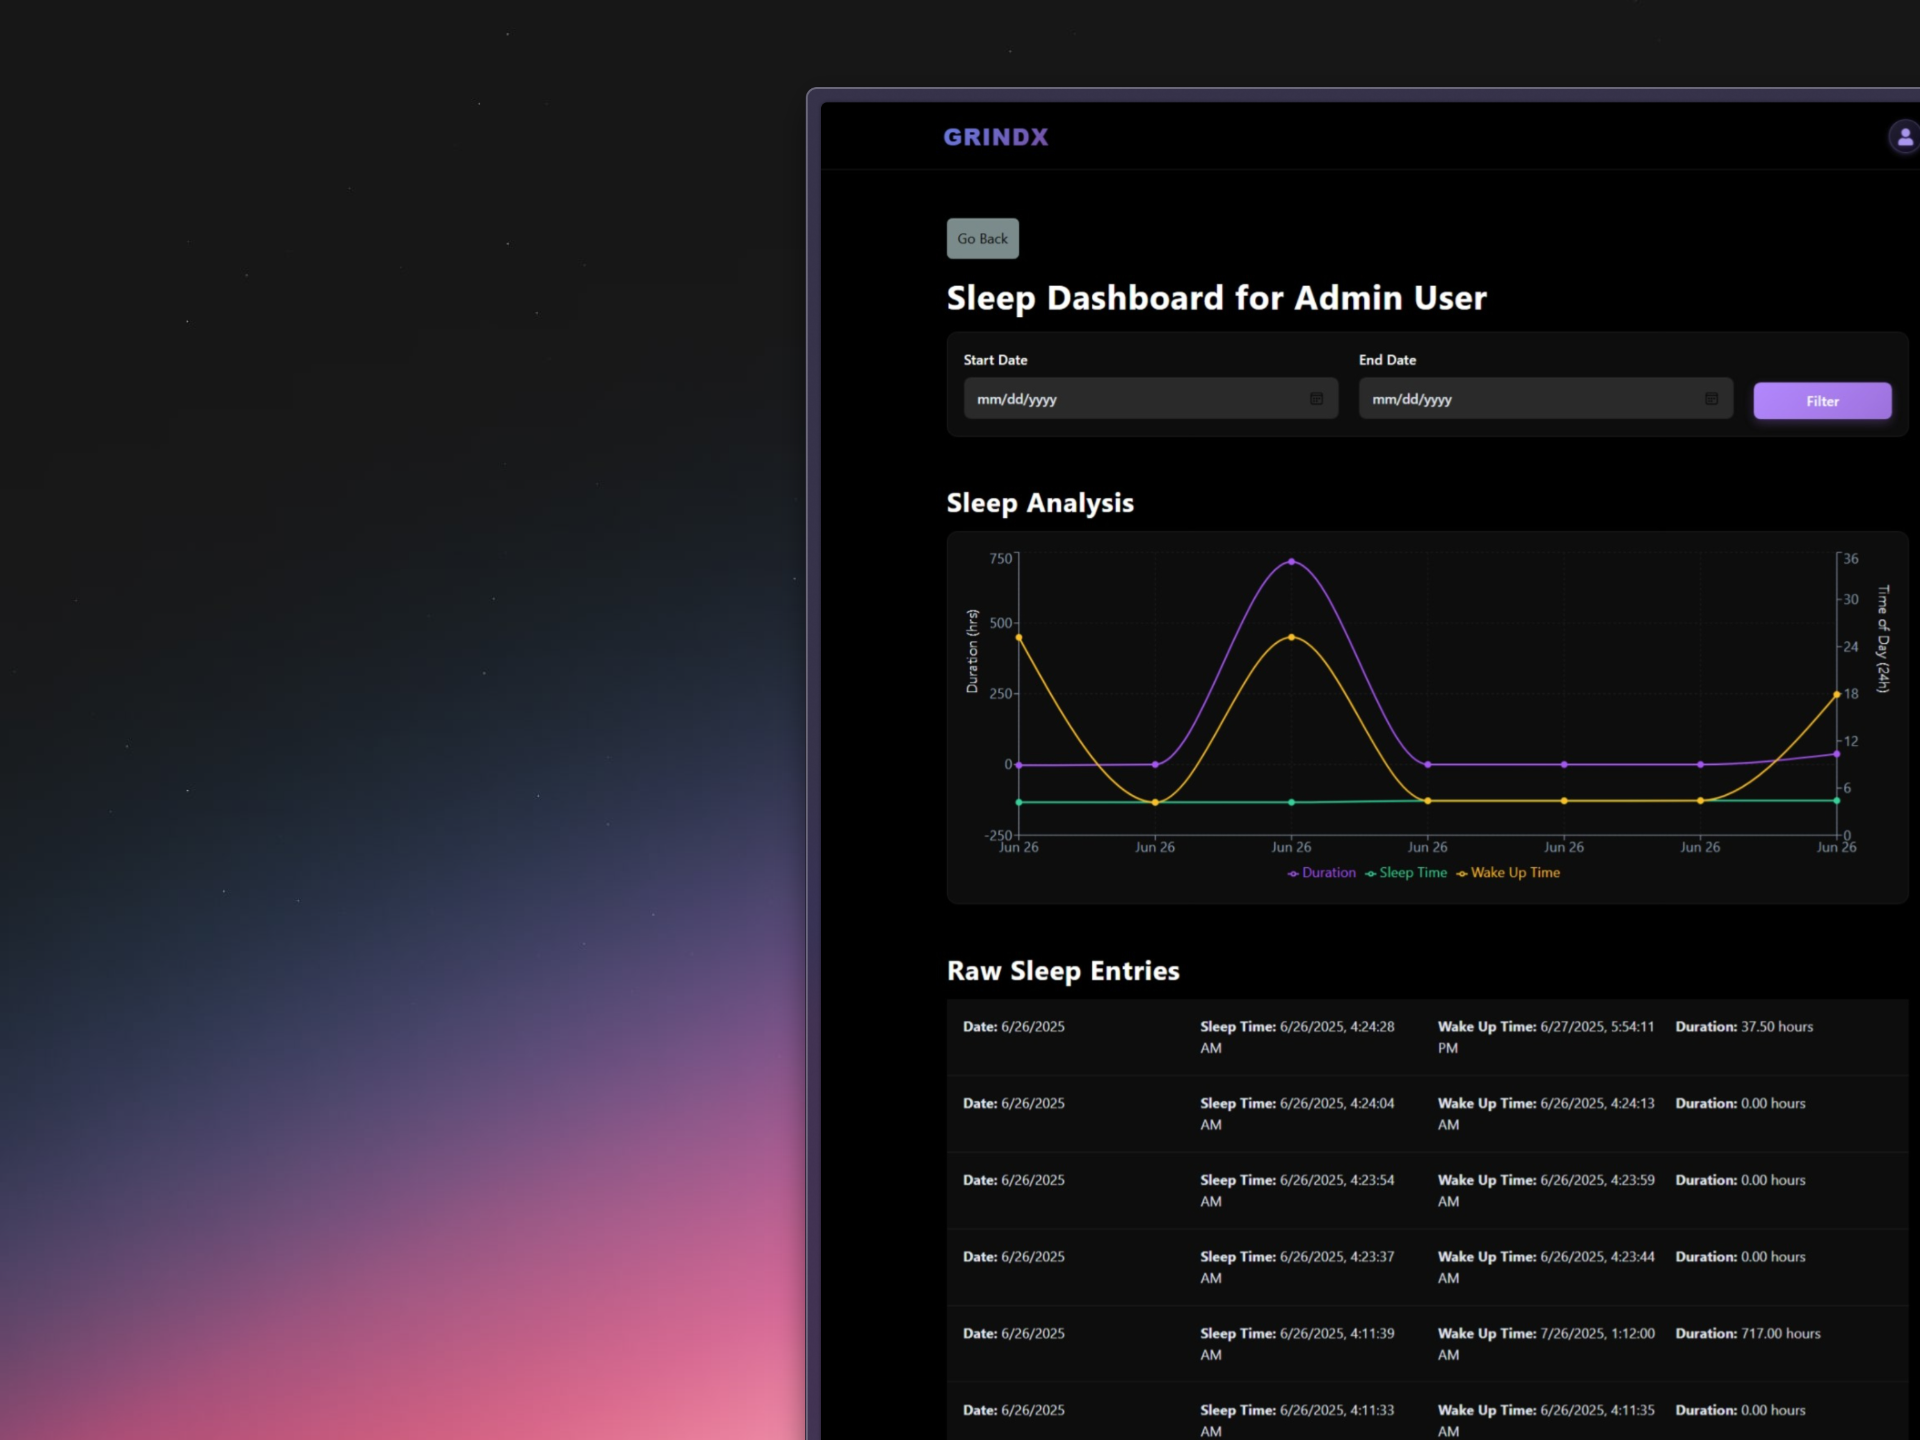 GRINDX
Go Back
Sleep Dashboard for Admin User
Start Date
End Date
mm/dd/yyyy
mm/dd/yyyy
Filter
Sleep Analysis
750
500
250
0
-250
Duration (hrs)
36
30
24
18
12
6
0
Time of Day (24h)
Jun 26
Jun 26
Jun 26
Jun 26
Jun 26
Jun 26
Jun 26
Duration
Sleep Time
Wake Up Time
Raw Sleep Entries
Date: 6/26/2025
Sleep Time: 6/26/2025, 4:24:28
AM
Wake Up Time: 6/27/2025, 5:54:11
PM
Duration: 37.50 hours
Date: 6/26/2025
Sleep Time: 6/26/2025, 4:24:04
AM
Wake Up Time: 6/26/2025, 4:24:13
AM
Duration: 0.00 hours
Date: 6/26/2025
Sleep Time: 6/26/2025, 4:23:54
AM
Wake Up Time: 6/26/2025, 4:23:59
AM
Duration: 0.00 hours
Date: 6/26/2025
Sleep Time: 6/26/2025, 4:23:37
AM
Wake Up Time: 6/26/2025, 4:23:44
AM
Duration: 0.00 hours
Date: 6/26/2025
Sleep Time: 6/26/2025, 4:11:39
AM
Wake Up Time: 7/26/2025, 1:12:00
AM
Duration: 717.00 hours
Date: 6/26/2025
Sleep Time: 6/26/2025, 4:11:33
AM
Wake Up Time: 6/26/2025, 4:11:35
AM
Duration: 0.00 hours